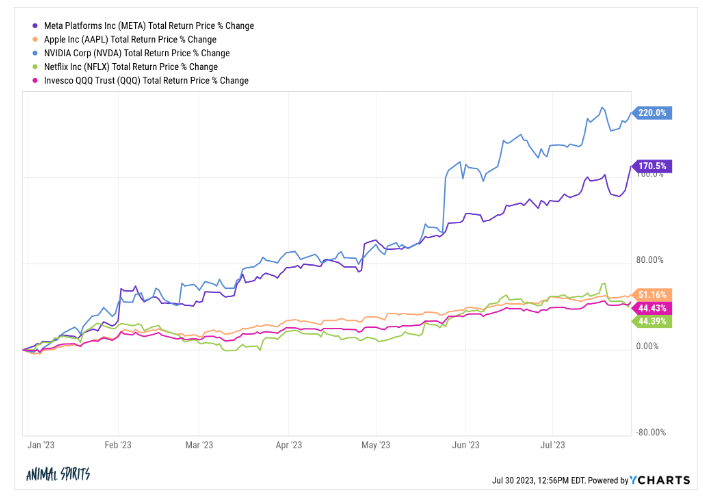 Meta Platforms Inc (META) Total Return Price % Change
Apple Inc (AAPL) Total Return Price % Change
NVIDIA Corp (NVDA) Total Return Price % Change
Netflix Inc (NFLX) Total Return Price % Change
Invesco QQQ Trust (QQQ) Total Return Price % Change
220.0%
170.5%
80.00%
51.16%
44.43%
44.39%
0.00%
-80.00%
Jan '23 Feb '23 Mar '23 Apr '23 May '23 Jun '23 Jul '23
ANIMAL SPIRITS
Jul 30 2023, 12:56PM EDT. Powered by YCHARTS